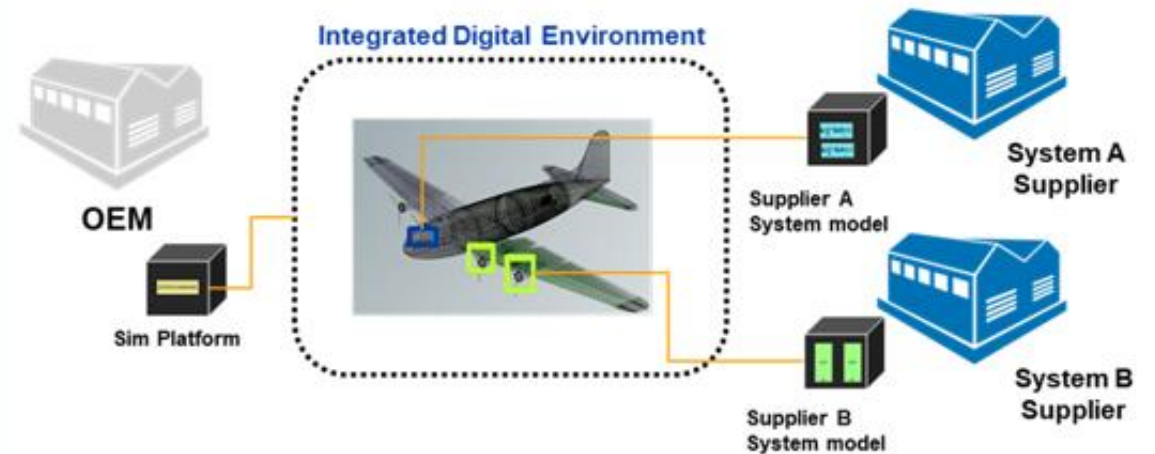 Integrated Digital Environment
OEM
Sim Platform
Supplier A
System model
System A
Supplier
Supplier B
System model
System B
Supplier